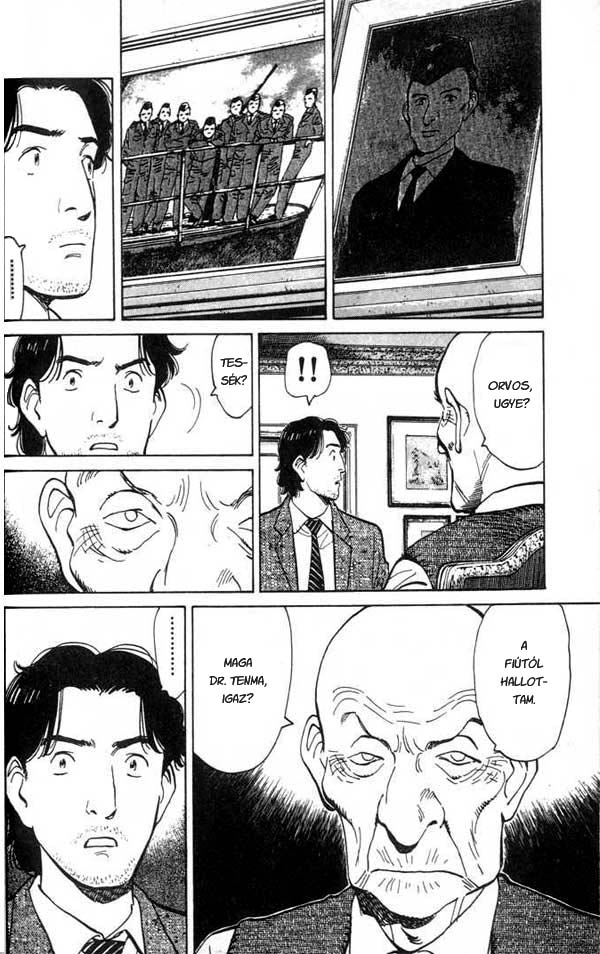 ..........
!!
ORVOS,
UGYE?
TES-
SÉK?
A
FIÚTÓL
HALLOT-
TAM.
MAGA
DR. TENMA,
IGAZ?
..........